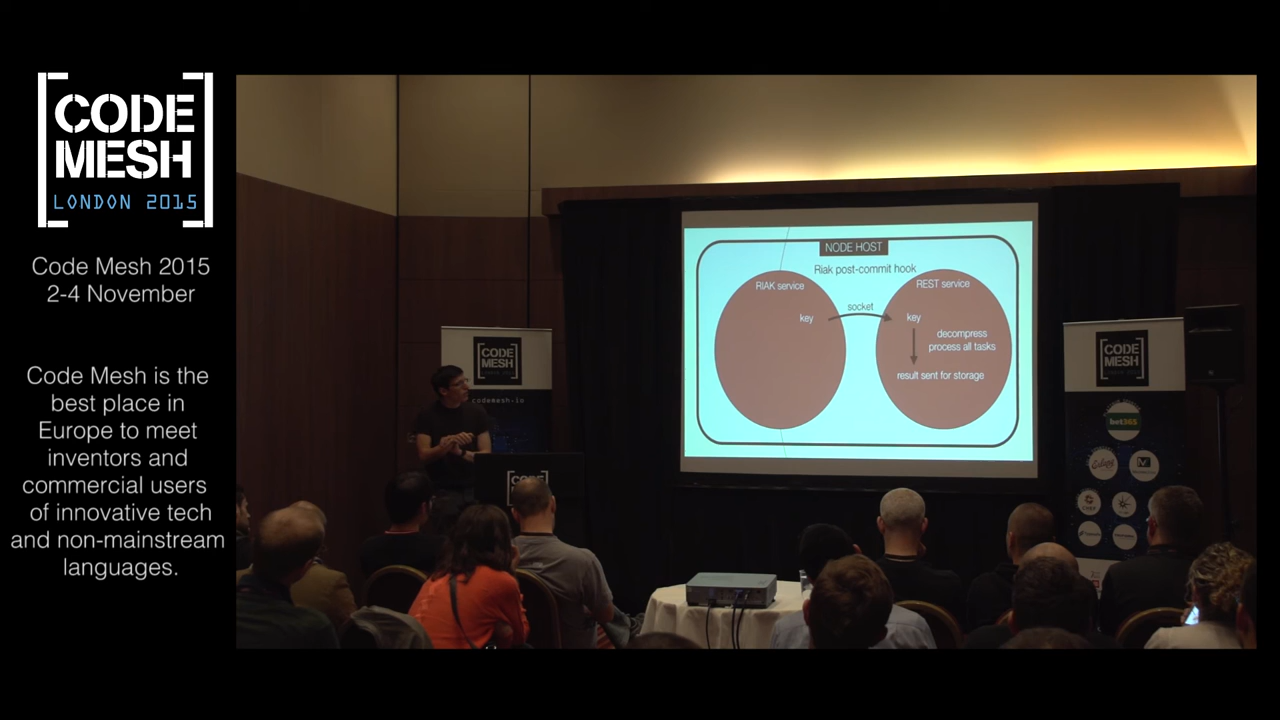 CODE
MESH
LONDON 2015
Code Mesh 2015
2-4 November
Code Mesh is the
best place in
Europe to meet
inventors and
commercial users
of innovative tech
and non-mainstream
languages.
NODE HOST
Riak post-commit hook
RIAK service
REST service
socket
key
key
decompress
process all tasks
result sent for storage
CODE
MESH
codemesh.io
CODE
CODE
MESH
bet365